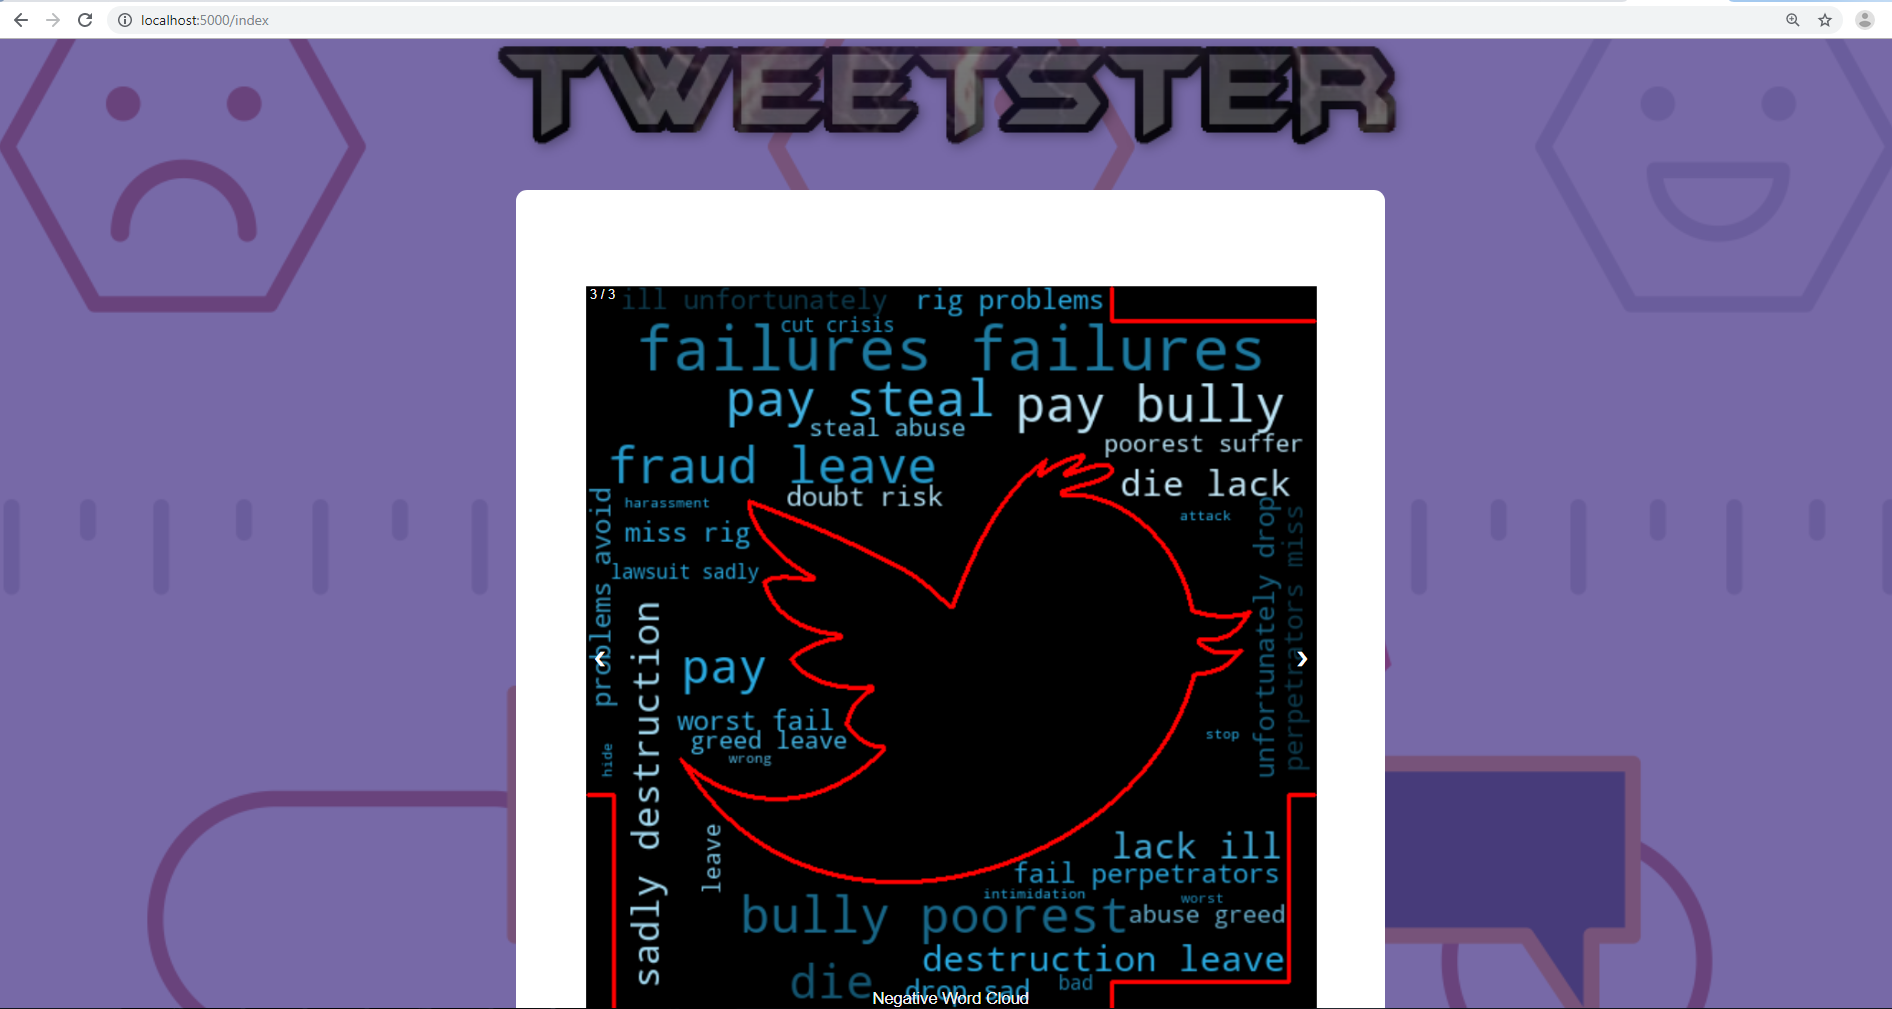 localhost:5000/index
TWEETSTER
3 / 3
ill unfortunately
rig problems
cut crisis
failures failures
pay steal
pay bully
steal abuse
poorest suffer
fraud leave
die lack
doubt risk
harassment
attack
miss rig
lawsuit sadly
problems avoid
unfortunately drop
perpetrators miss
sadly destruction
pay
worst fail
greed leave
wrong
stop
hide
leave
lack ill
fail perpetrators
intimidation
worst
bully poorest
abuse greed
destruction leave
die
drop sad
bad
Negative Word Cloud